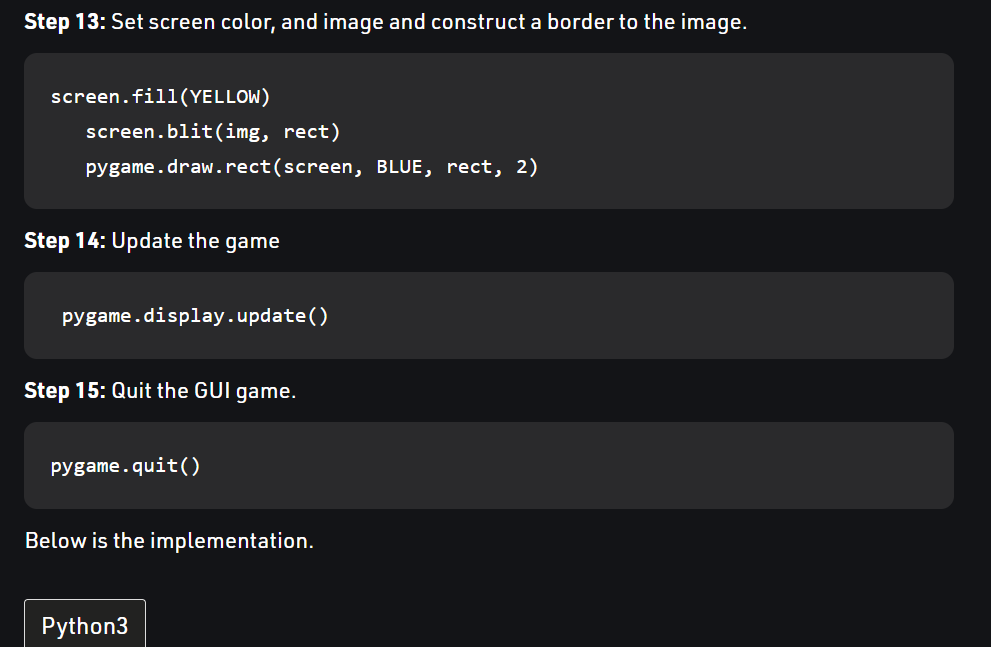 Step 13: Set screen color, and image and construct a border to the image.
screen.fill(YELLOW)
screen.blit(img, rect)
pygame.draw.rect(screen, BLUE, rect, 2)
Step 14: Update the game
pygame.display.update()
Step 15: Quit the GUI game.
pygame.quit()
Below is the implementation.
Python3